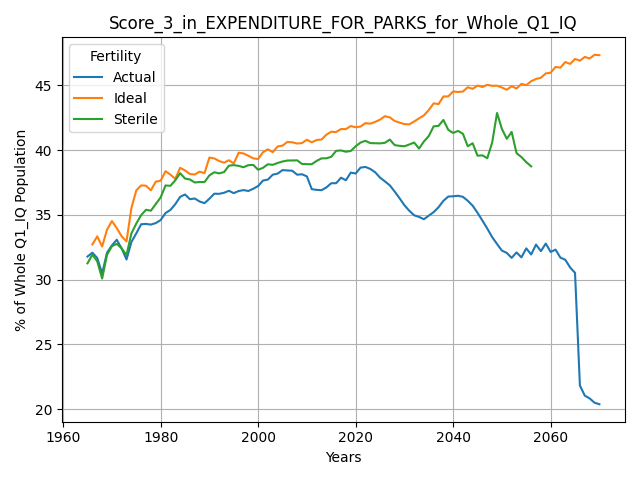 Score_3_in_EXPENDITURE_FOR_PARKS_for_Whole_Q1_IQ
Fertility
Actual
Ideal
Sterile
% of Whole Q1_IQ Population
45
40
35
30
25
20
1960 1980 2000 2020 2040 2060
Years